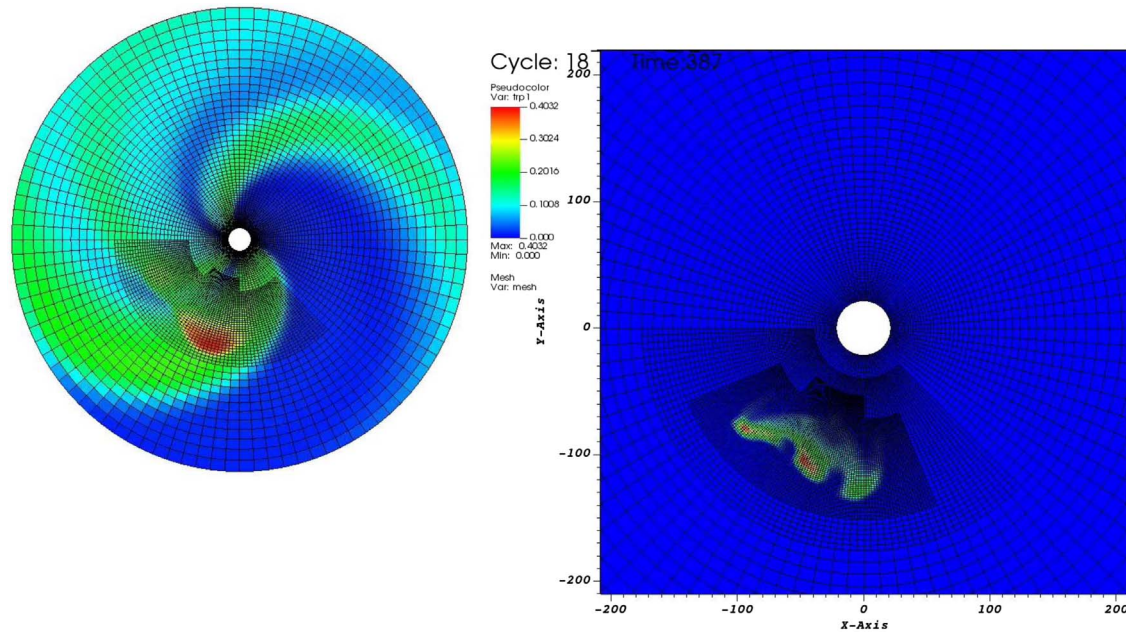 Cycle: 18 Time:387
Pseudocolor
Var: trp1
0.4032
0.3024
0.2016
0.1008
0.000
Max: 0.4032
Min: 0.000
Mesh
Var: mesh
Y-Axis
200
100
0
-100
-200
-200 -100 0 100 200
X-Axis